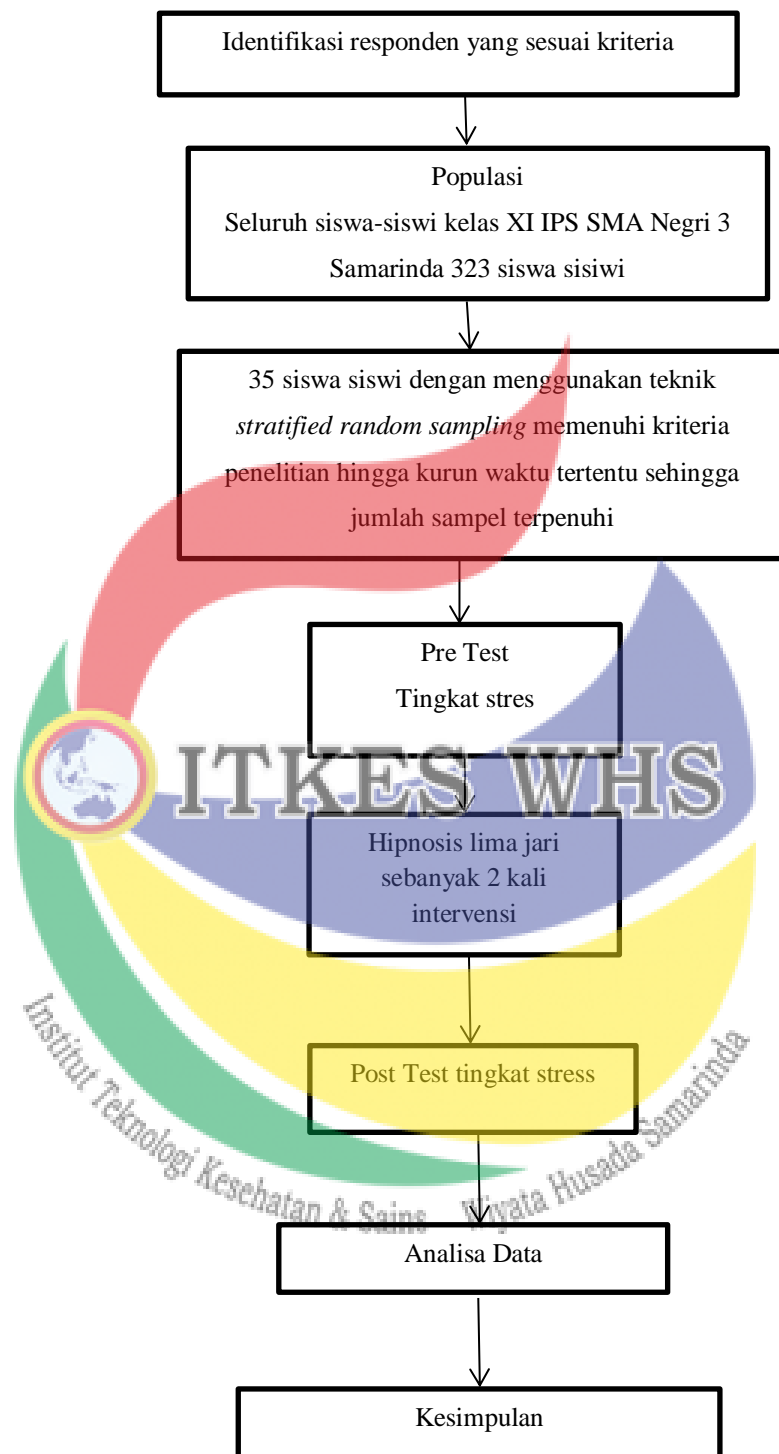 Identifikasi responden yang sesuai kriteria
Populasi
Seluruh siswa-siswi kelas XI IPS SMA Negri 3
Samarinda 323 siswa sisiwi
35 siswa siswi dengan menggunakan teknik
stratified random sampling memenuhi kriteria
penelitian hingga kurun waktu tertentu sehingga
jumlah sampel terpenuhi
Pre Test
Tingkat stres
ITKES WHS
Hipnosis lima jari
sebanyak 2 kali
intervensi
Post Test tingkat stress
Institut Teknologi Kesehatan & Sains Wiyata Husada Samarinda
Analisa Data
Kesimpulan